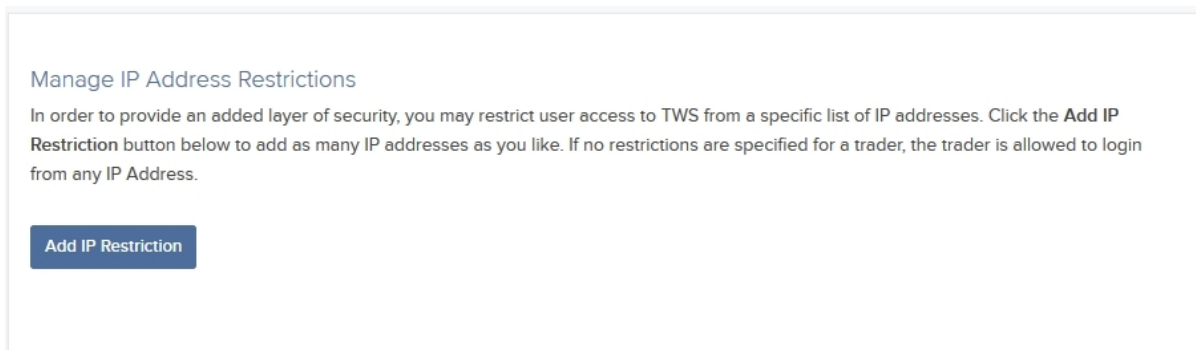 Manage IP Address Restrictions
In order to provide an added layer of security, you may restrict user access to TWS from a specific list of IP addresses. Click the Add IP
Restriction button below to add as many IP addresses as you like. If no restrictions are specified for a trader, the trader is allowed to login
from any IP Address.
Add IP Restriction